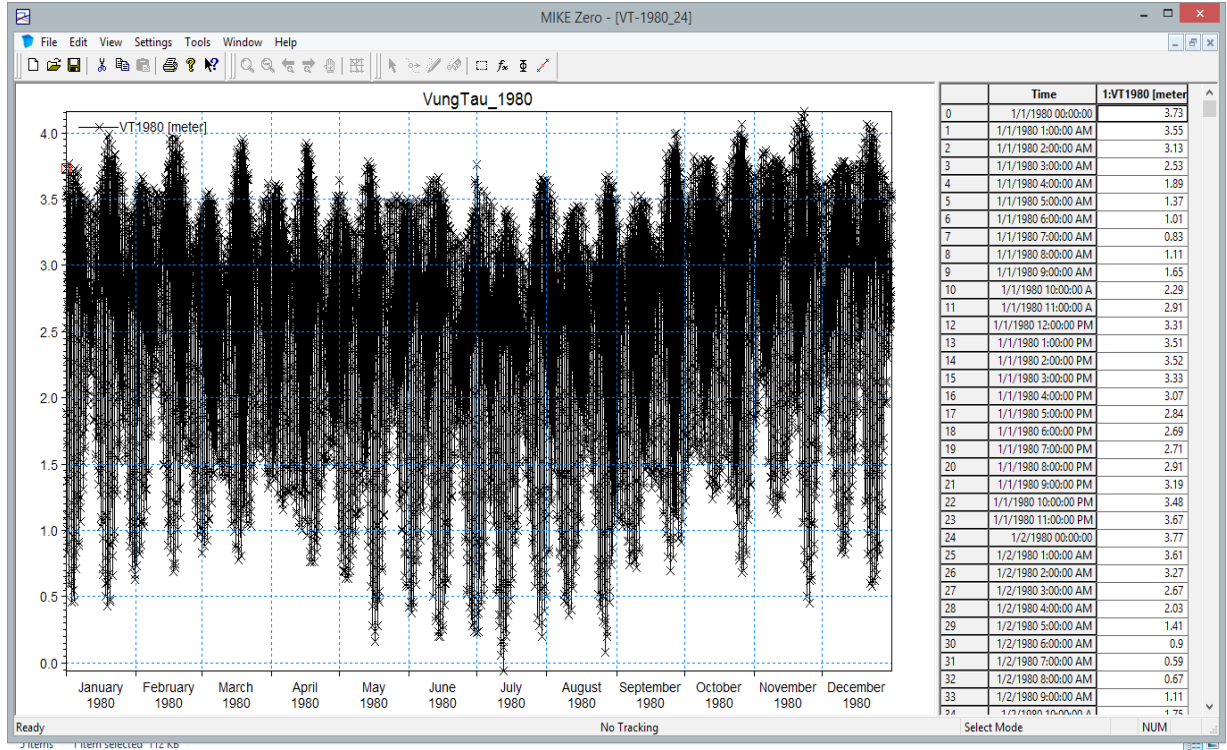 MIKE Zero - [VT-1980_24]
File Edit View Settings Tools Window Help
VungTau_1980
VT1980 [meter]
4.0
3.5
3.0
2.5
2.0
1.5
1.0
0.5
0.0
January February March April May June July August September October November December
1980 1980 1980 1980 1980 1980 1980 1980 1980 1980 1980 1980
Time 1:VT1980 [meter
0 1/1/1980 00:00:00 3.73
1 1/1/1980 1:00:00 AM 3.55
2 1/1/1980 2:00:00 AM 3.13
3 1/1/1980 3:00:00 AM 2.53
4 1/1/1980 4:00:00 AM 1.89
5 1/1/1980 5:00:00 AM 1.37
6 1/1/1980 6:00:00 AM 1.01
7 1/1/1980 7:00:00 AM 0.83
8 1/1/1980 8:00:00 AM 1.11
9 1/1/1980 9:00:00 AM 1.65
10 1/1/1980 10:00:00 A 2.29
11 1/1/1980 11:00:00 A 2.91
12 1/1/1980 12:00:00 PM 3.31
13 1/1/1980 1:00:00 PM 3.51
14 1/1/1980 2:00:00 PM 3.52
15 1/1/1980 3:00:00 PM 3.33
16 1/1/1980 4:00:00 PM 3.07
17 1/1/1980 5:00:00 PM 2.84
18 1/1/1980 6:00:00 PM 2.69
19 1/1/1980 7:00:00 PM 2.71
20 1/1/1980 8:00:00 PM 2.91
21 1/1/1980 9:00:00 PM 3.19
22 1/1/1980 10:00:00 PM 3.48
23 1/1/1980 11:00:00 PM 3.67
24 1/2/1980 00:00:00 3.77
25 1/2/1980 1:00:00 AM 3.61
26 1/2/1980 2:00:00 AM 3.27
27 1/2/1980 3:00:00 AM 2.67
28 1/2/1980 4:00:00 AM 2.03
29 1/2/1980 5:00:00 AM 1.41
30 1/2/1980 6:00:00 AM 0.9
31 1/2/1980 7:00:00 AM 0.59
32 1/2/1980 8:00:00 AM 0.67
33 1/2/1980 9:00:00 AM 1.11
34 1/2/1980 10:00:00 A 1.75
Ready No Tracking Select Mode NUM
1 item selected 112 KB